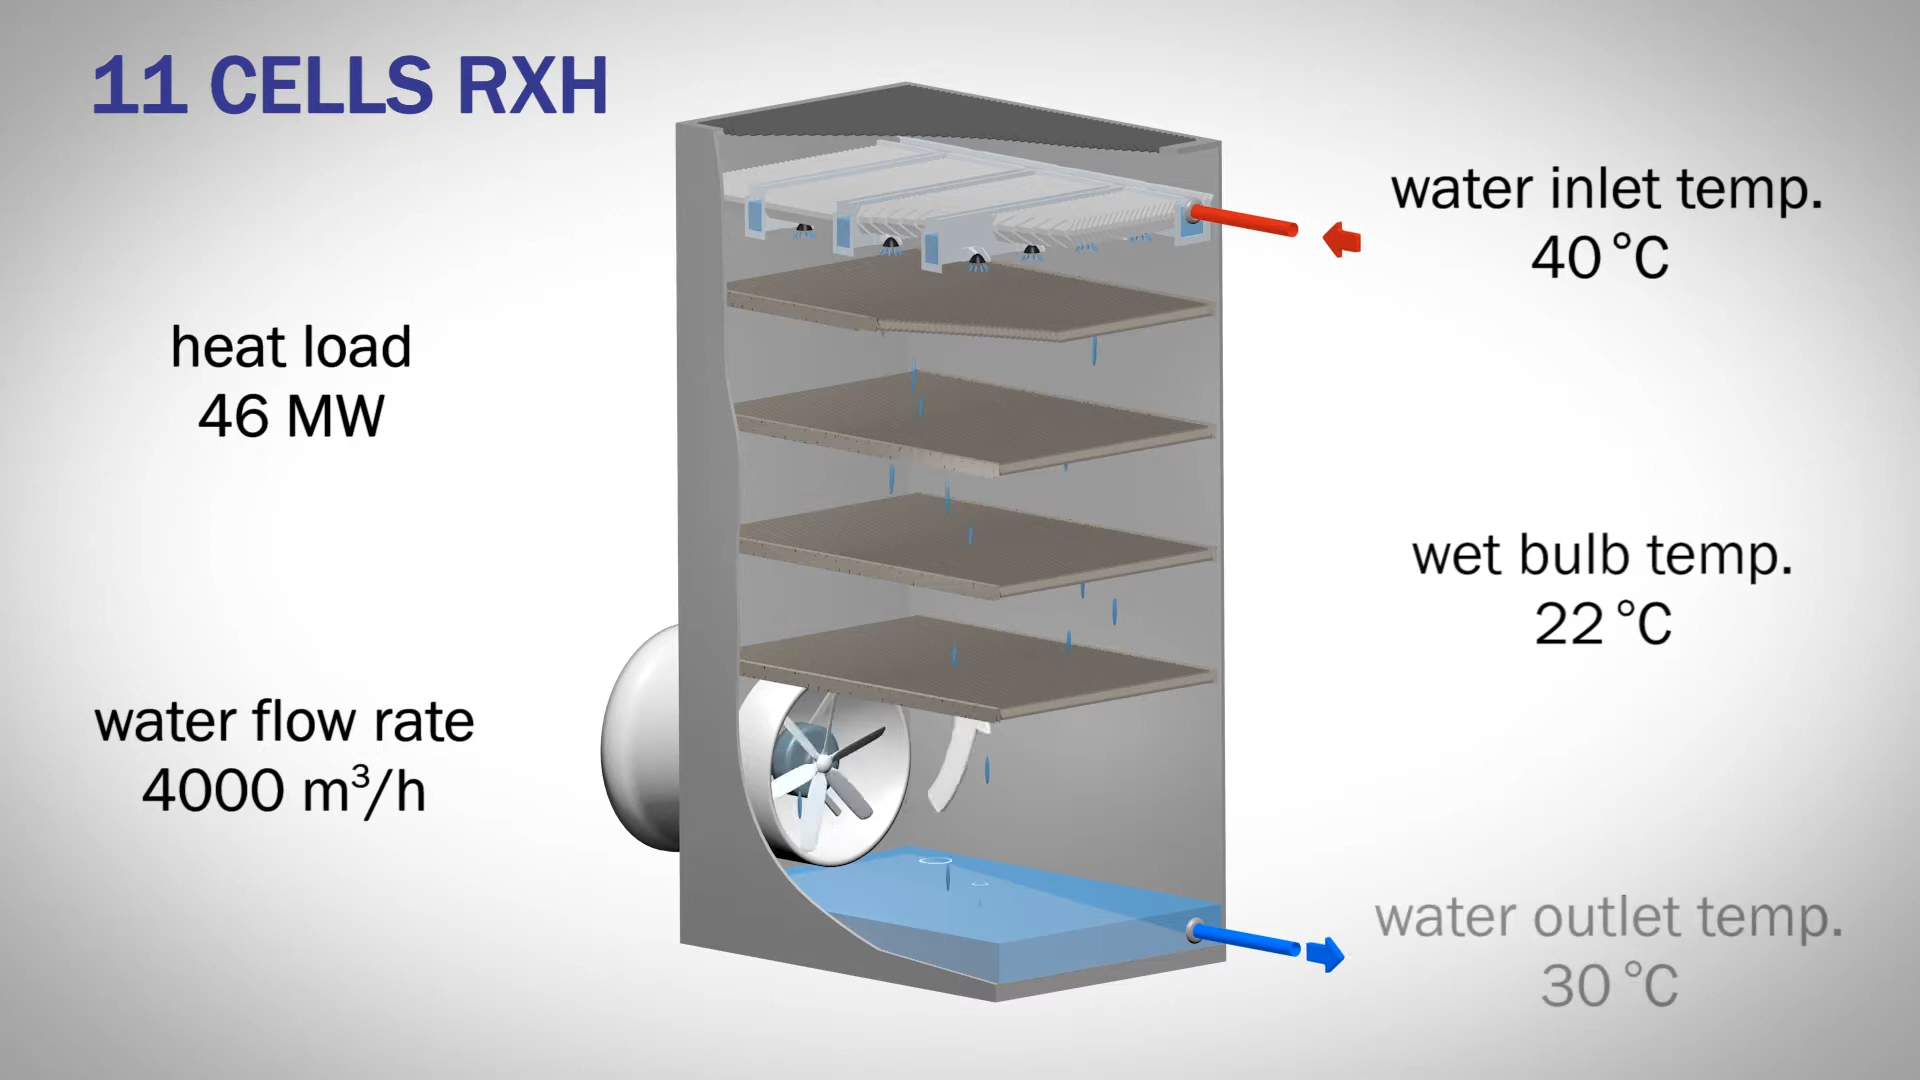 11 CELLS RXH
heat load
46 MW
water flow rate
4000 m³/h
water inlet temp.
40 °C
wet bulb temp.
22 °C
water outlet temp.
30 °C